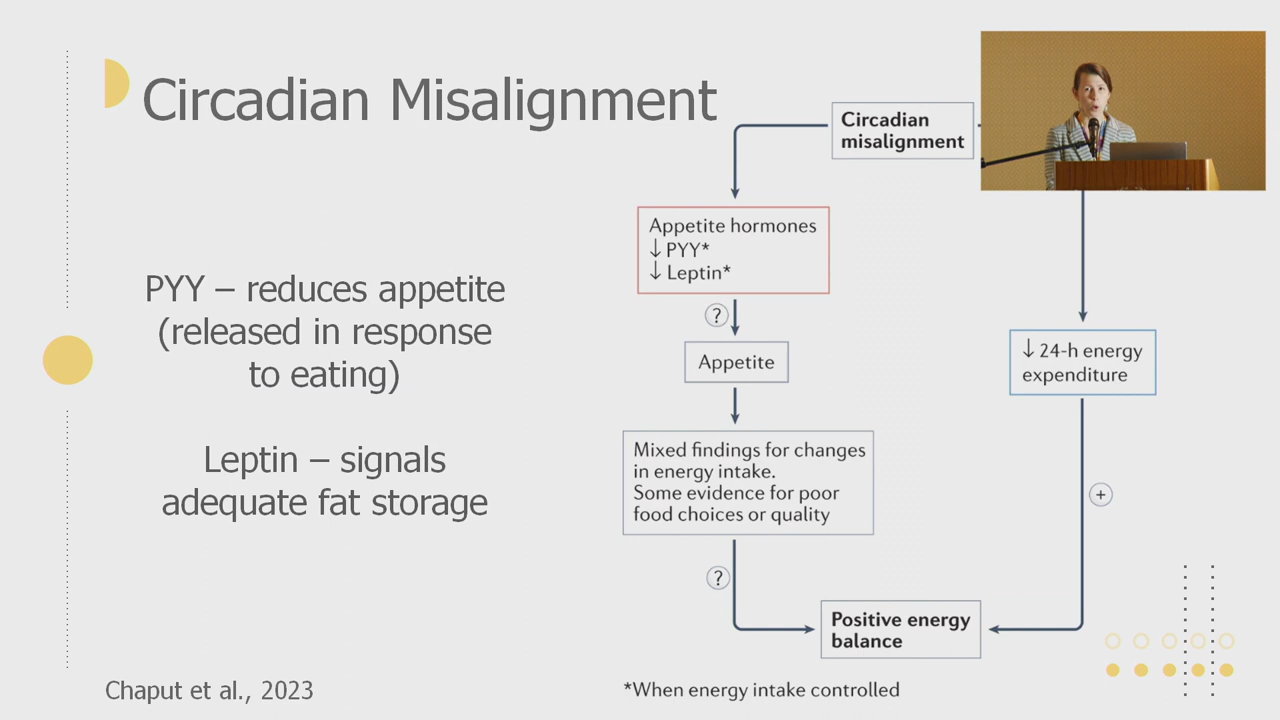 Circadian Misalignment
PYY – reduces appetite
(released in response
to eating)
Leptin – signals
adequate fat storage
Chaput et al., 2023
Circadian
misalignment
Appetite hormones
↓ PYY*
↓ Leptin*
?
Appetite
Mixed findings for changes
in energy intake.
Some evidence for poor
food choices or quality
?
↓ 24-h energy
expenditure
+
Positive energy
balance
*When energy intake controlled